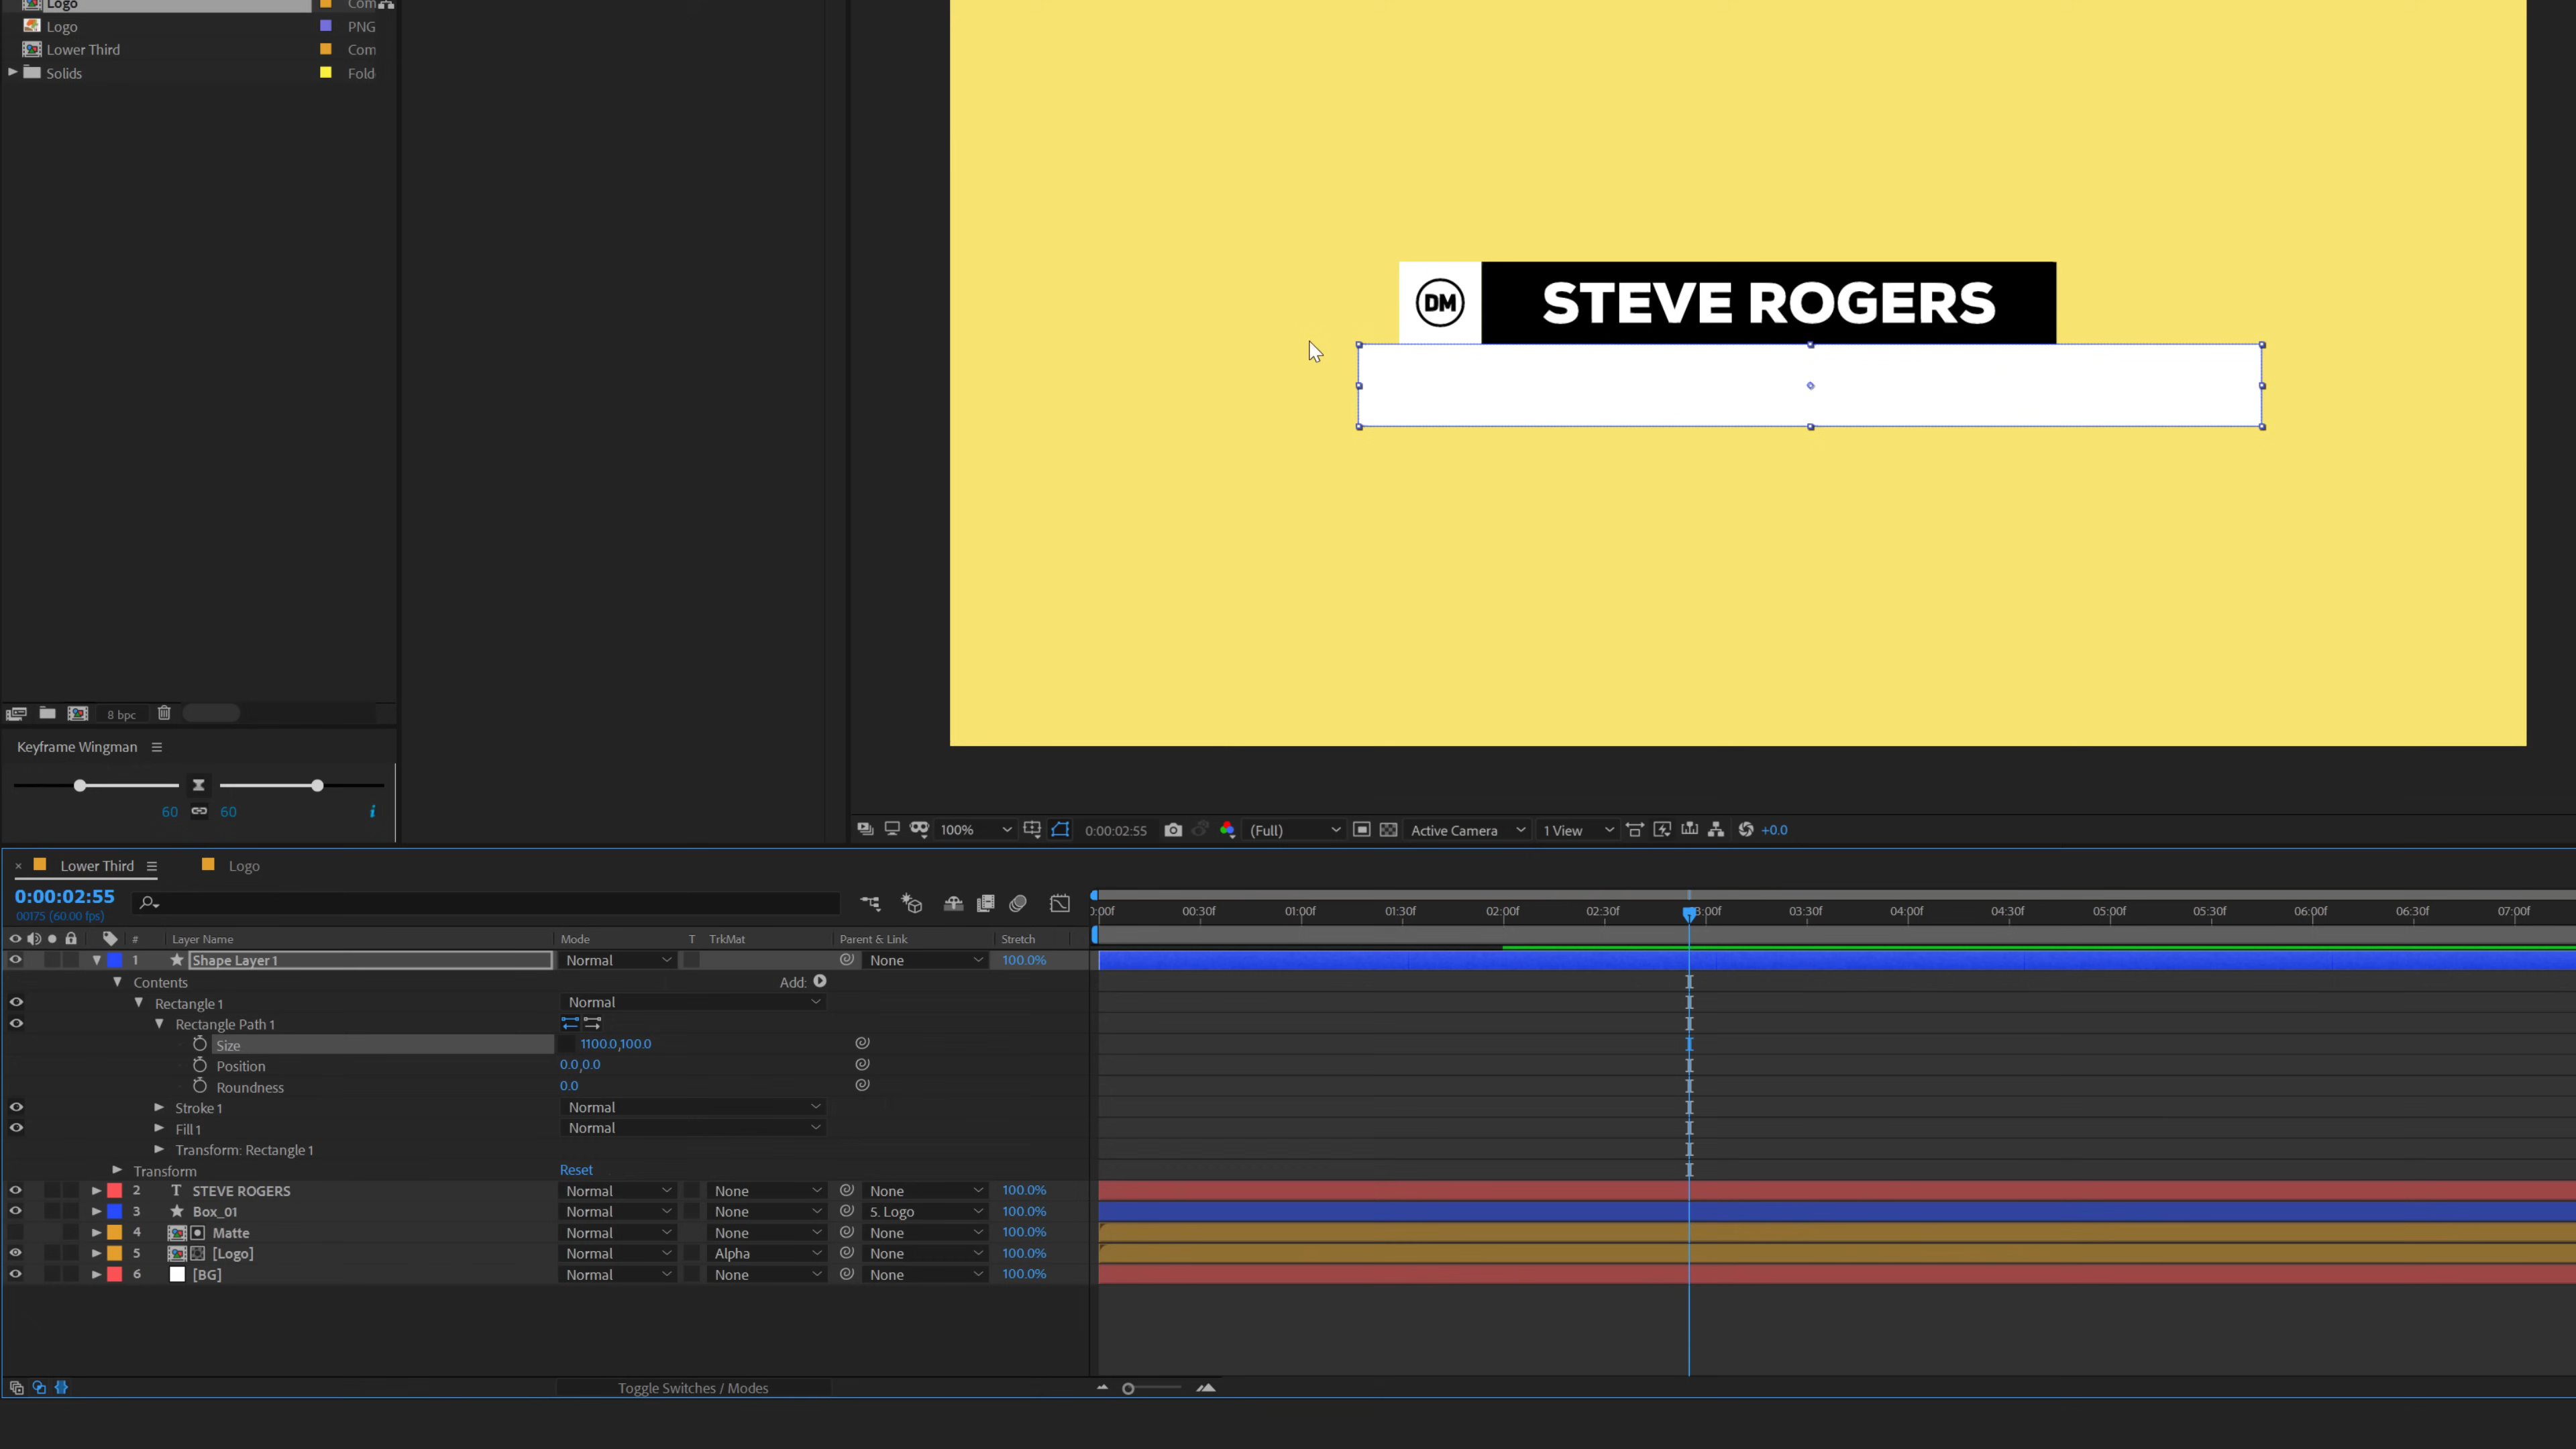 Logo Com
Logo PNG
Lower Third Com
Solids Fold
DM STEVE ROGERS
8 bpc
Keyframe Wingman
60 60 i
100% 0:00:02:55 (Full) Active Camera 1 View +0.0
× Lower Third Logo
0:00:02:55
00175 (60.00 fps)
):00f 00:30f 01:00f 01:30f 02:00f 02:30f 03:00f 03:30f 04:00f 04:30f 05:00f 05:30f 06:00f 06:30f 07:00f
# Layer Name Mode T TrkMat Parent & Link Stretch
1 Shape Layer 1 Normal None 100.0%
Contents Add:
Rectangle 1 Normal
Rectangle Path 1
Size 1100.0,100.0
Position 0.0,0.0
Roundness 0.0
Stroke 1 Normal
Fill 1 Normal
Transform: Rectangle 1
Transform Reset
2 T STEVE ROGERS Normal None None 100.0%
3 Box_01 Normal None 5. Logo 100.0%
4 Matte Normal None None 100.0%
5 [Logo] Normal Alpha None 100.0%
6 [BG] Normal None None 100.0%
Toggle Switches / Modes